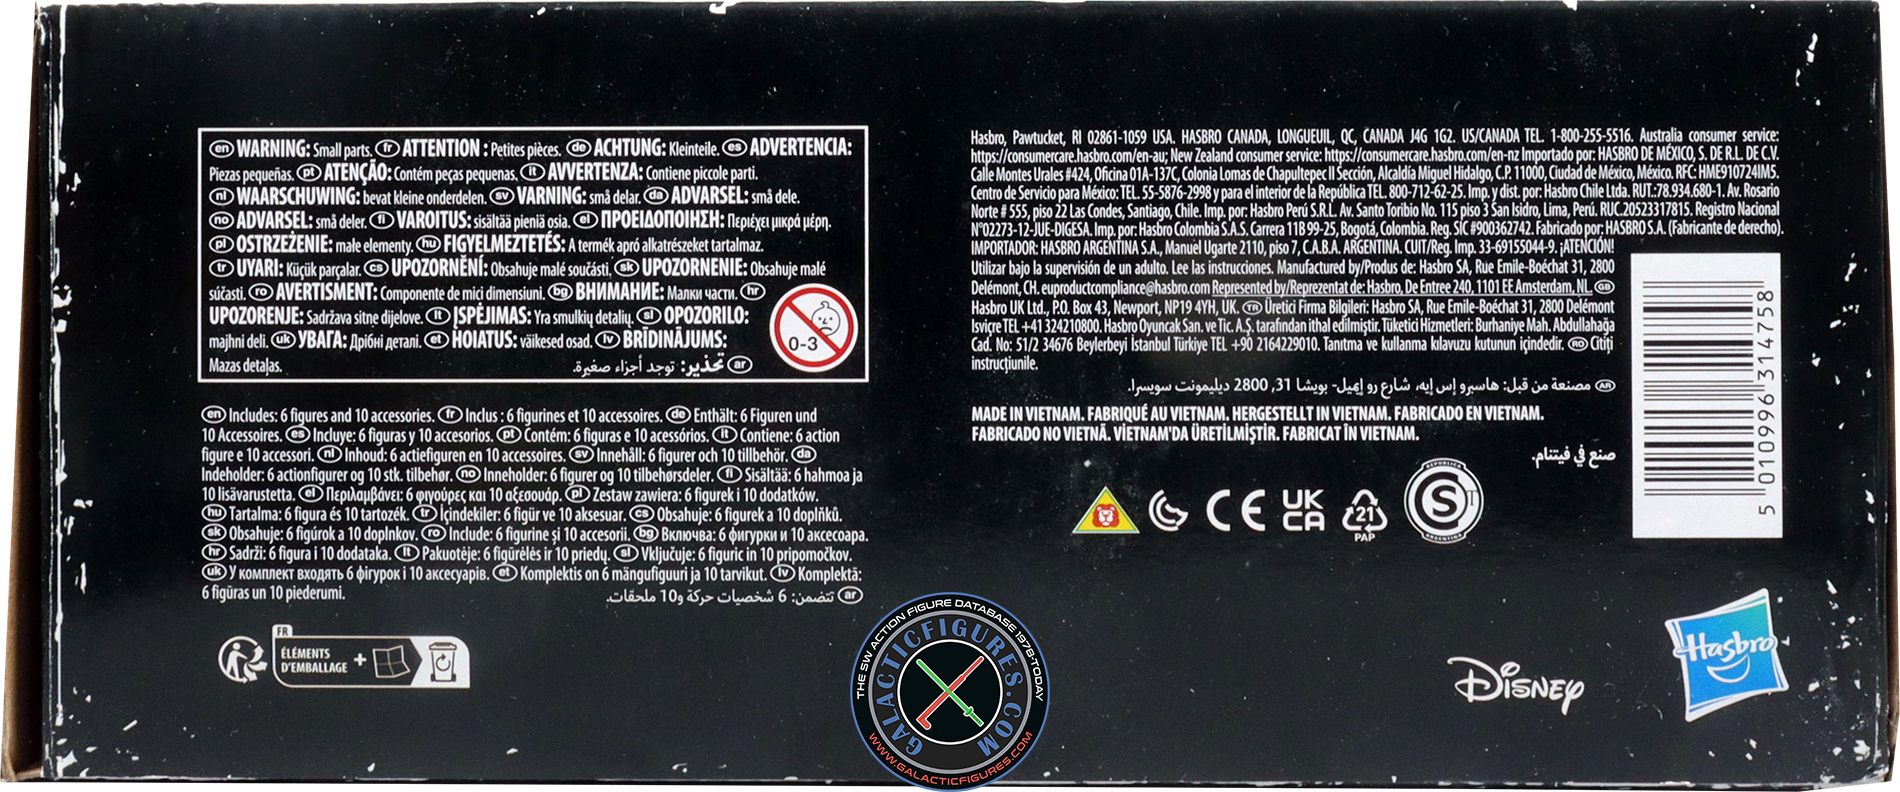 en WARNING: Small parts. fr ATTENTION : Petites pièces. de ACHTUNG: Kleinteile. es ADVERTENCIA:
Piezas pequeñas. pt ATENÇÃO: Contém peças pequenas. it AVVERTENZA: Contiene piccole parti.
nl WAARSCHUWING: bevat kleine onderdelen. sv VARNING: små delar. da ADVARSEL: små dele.
no ADVARSEL: små deler. fi VAROITUS: sisältää pieniä osia. el ΠΡΟΕΙΔΟΠΟΙΗΣΗ: Περιέχει μικρά μέρη.
pl OSTRZEŻENIE: małe elementy. hu FIGYELMEZTETÉS: A termék apró alkatrészeket tartalmaz.
tr UYARI: Küçük parçalar. cs UPOZORNĚNÍ: Obsahuje malé součásti. sk UPOZORNENIE: Obsahuje malé
súčasti. ro AVERTISMENT: Componente de mici dimensiuni. bg ВНИМАНИЕ: Малки части. hr
UPOZORENJE: Sadržava sitne dijelove. lt ĮSPĖJIMAS: Yra smulkių detalių. sl OPOZORILO:
majhni deli. uk УВАГА: Дрібні деталі. et HOIATUS: väikesed osad. lv BRĪDINĀJUMS:
Mazas detaļas.
ar تحذير: توجد أجزاء صغيرة.
0-3
en Includes: 6 figures and 10 accessories. fr Inclus : 6 figurines et 10 accessoires. de Enthält: 6 Figuren und
10 Accessoires. es Incluye: 6 figuras y 10 accesorios. pt Contém: 6 figuras e 10 acessórios. it Contiene: 6 action
figure e 10 accessori. nl Inhoud: 6 actiefiguren en 10 accessoires. sv Innehåll: 6 figurer och 10 tillbehör. da
Indeholder: 6 actionfigurer og 10 stk. tilbehør. no Inneholder: 6 figurer og 10 tilbehørsdeler. fi Sisältää: 6 hahmoa ja
10 lisävarustetta. el Περιλαμβάνει: 6 φιγούρες και 10 αξεσουάρ. pl Zestaw zawiera: 6 figurek i 10 dodatków.
hu Tartalma: 6 figura és 10 tartozék. tr İçindekiler: 6 figür ve 10 aksesuar. cs Obsahuje: 6 figurek a 10 doplňků.
sk Obsahuje: 6 figúrok a 10 doplnkov. ro Include: 6 figurine și 10 accesorii. bg Включва: 6 фигурки и 10 аксесоара.
hr Sadrži: 6 figura i 10 dodataka. lt Pakuotėje: 6 figūrėlės ir 10 priedų. sl Vključuje: 6 figuric in 10 pripomočkov.
uk У комплект входять 6 фігурок і 10 аксесуарів. et Komplektis on 6 mängufiguuri ja 10 tarvikut. lv Komplektā:
6 figūras un 10 piederumi.
ar تتضمن: 6 شخصيات حركة و10 ملحقات.
FR
ÉLÉMENTS
D'EMBALLAGE +
Hasbro, Pawtucket, RI 02861-1059 USA. HASBRO CANADA, LONGUEUIL, QC, CANADA J4G 1G2. US/CANADA TEL. 1-800-255-5516. Australia consumer service:
https://consumercare.hasbro.com/en-au; New Zealand consumer service: https://consumercare.hasbro.com/en-nz Importado por: HASBRO DE MÉXICO, S. DE R.L. DE C.V.
Calle Montes Urales #424, Oficina 01A-137C, Colonia Lomas de Chapultepec II Sección, Alcaldía Miguel Hidalgo, C.P. 11000, Ciudad de México, México. RFC: HME910724IM5.
Centro de Servicio para México: TEL. 55-5876-2998 y para el interior de la República TEL. 800-712-62-25. Imp. y dist. por: Hasbro Chile Ltda. RUT.:78.934.680-1. Av. Rosario
Norte # 555, piso 22 Las Condes, Santiago, Chile. Imp. por: Hasbro Perú S.R.L. Av. Santo Toribio No. 115 piso 3 San Isidro, Lima, Perú. RUC.20523317815. Registro Nacional
N°02273-12-JUE-DIGESA. Imp. por: Hasbro Colombia S.A.S. Carrera 11B 99-25, Bogotá, Colombia. Reg. SIC #900362742. Fabricado por: HASBRO S.A. (Fabricante de derecho).
IMPORTADOR: HASBRO ARGENTINA S.A., Manuel Ugarte 2110, piso 7, C.A.B.A. ARGENTINA. CUIT/Reg. Imp. 33-69155044-9. ¡ATENCIÓN!
Utilizar bajo la supervisión de un adulto. Lee las instrucciones. Manufactured by/Produs de: Hasbro SA, Rue Emile-Boéchat 31, 2800
Delémont, CH. euproductcompliance@hasbro.com Represented by/Reprezentat de: Hasbro, De Entree 240, 1101 EE Amsterdam, NL. GB
Hasbro UK Ltd., P.O. Box 43, Newport, NP19 4YH, UK. TR Üretici Firma Bilgileri: Hasbro SA, Rue Emile-Boéchat 31, 2800 Delémont
İsviçre TEL +41 324210800. Hasbro Oyuncak San. ve Tic. A.Ş. tarafından ithal edilmiştir. Tüketici Hizmetleri: Burhaniye Mah. Abdullahağa
Cad. No: 51/2 34676 Beylerbeyi İstanbul Türkiye TEL +90 2164229010. Tanıtma ve kullanma kılavuzu kutunun içindedir. RO Citiți
instrucțiunile.
AR مصنعة من قبل: هاسبرو إس إيه، شارع رو إيميل- بويشا 31, 2800 ديليمونت سويسرا.
MADE IN VIETNAM. FABRIQUÉ AU VIETNAM. HERGESTELLT IN VIETNAM. FABRICADO EN VIETNAM.
FABRICADO NO VIETNÃ. VİETNAM'DA ÜRETİLMİŞTİR. FABRICAT ÎN VIETNAM.
صنع في فيتنام.
CE UK CA 21 PAP
REPUBLICA ARGENTINA S T
5 010996 314758
Disney
Hasbro
THE SW ACTION FIGURE DATABASE 1978-TODAY
GALACTICFIGURES.COM
WWW.GALACTICFIGURES.COM